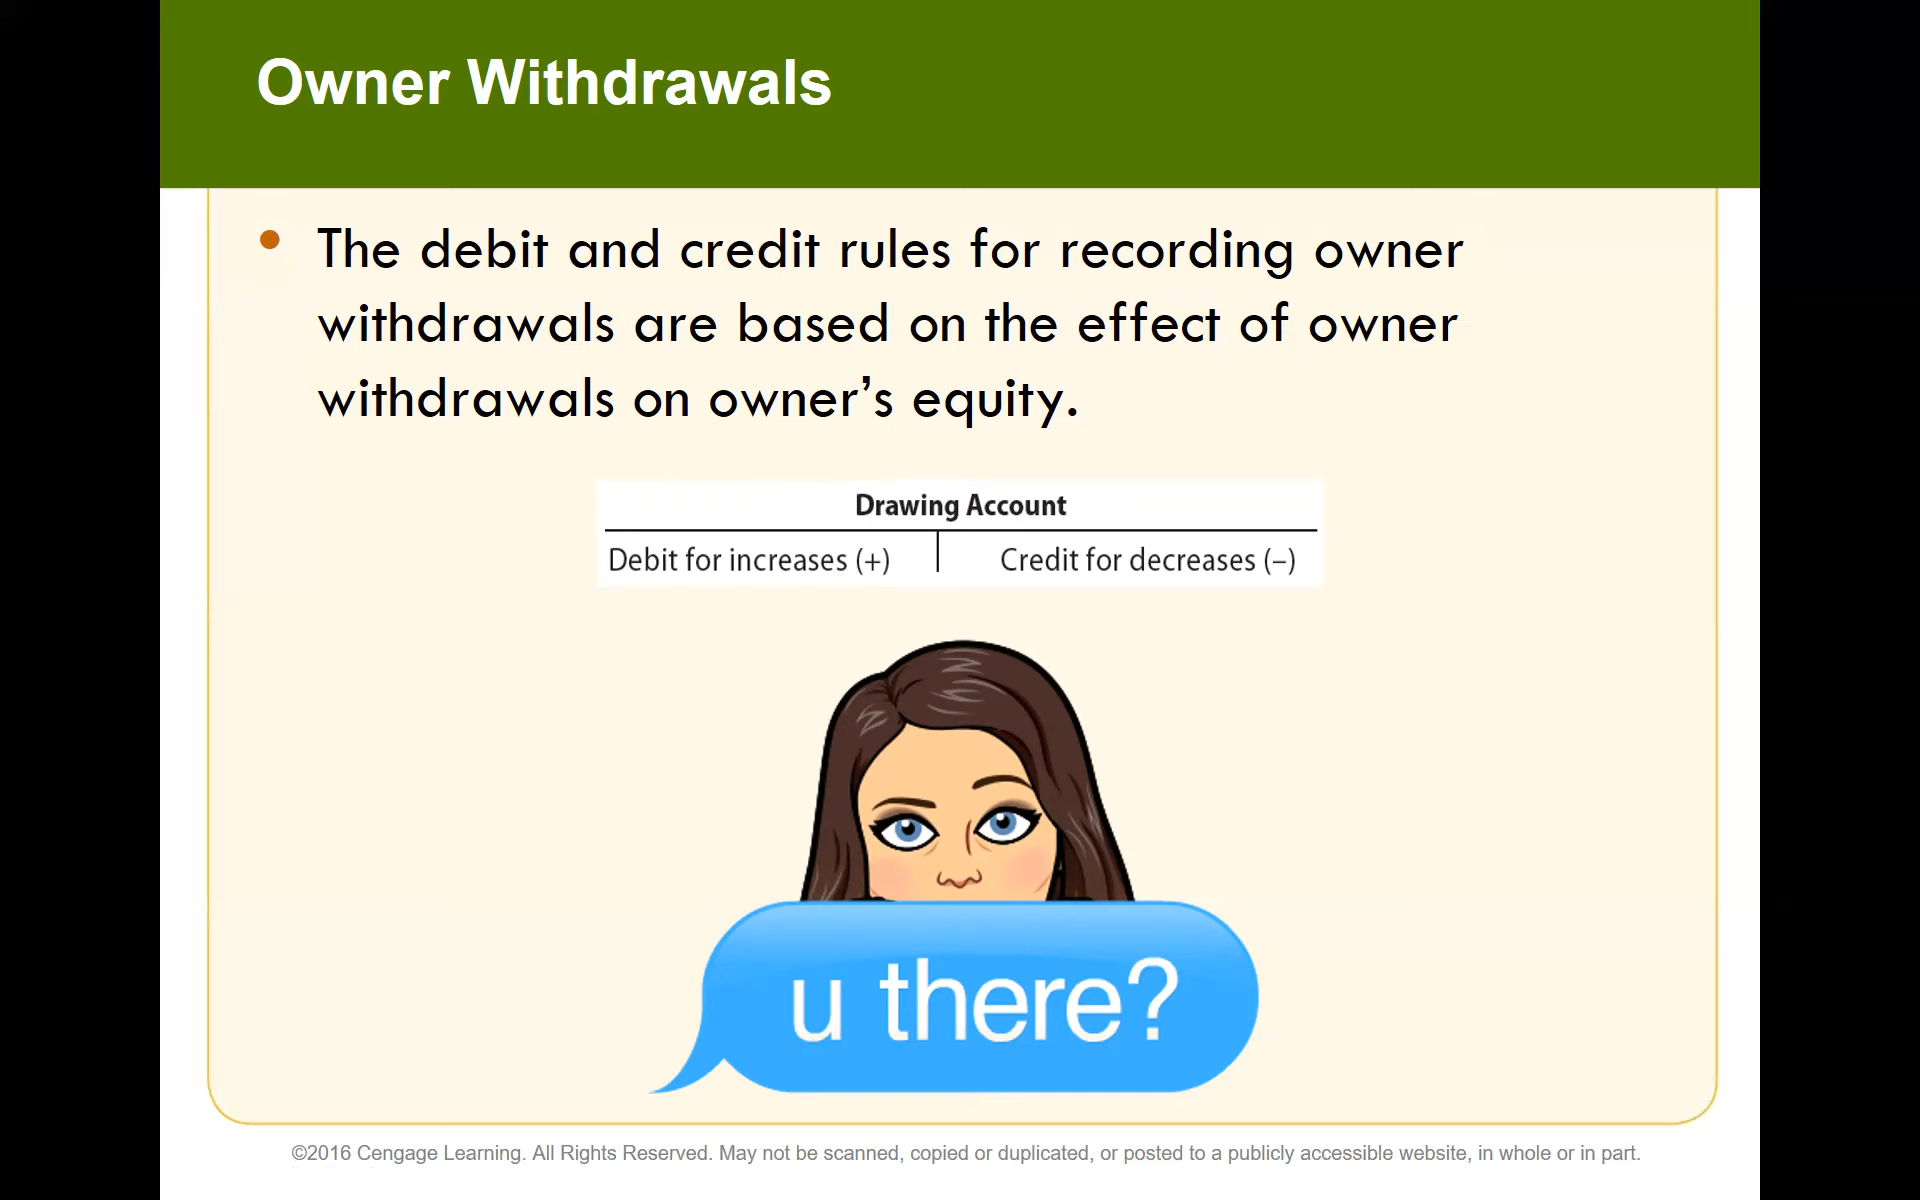 Owner Withdrawals
• The debit and credit rules for recording owner
withdrawals are based on the effect of owner
withdrawals on owner’s equity.
Drawing Account
Debit for increases (+) Credit for decreases (–)
u there?
©2016 Cengage Learning. All Rights Reserved. May not be scanned, copied or duplicated, or posted to a publicly accessible website, in whole or in part.